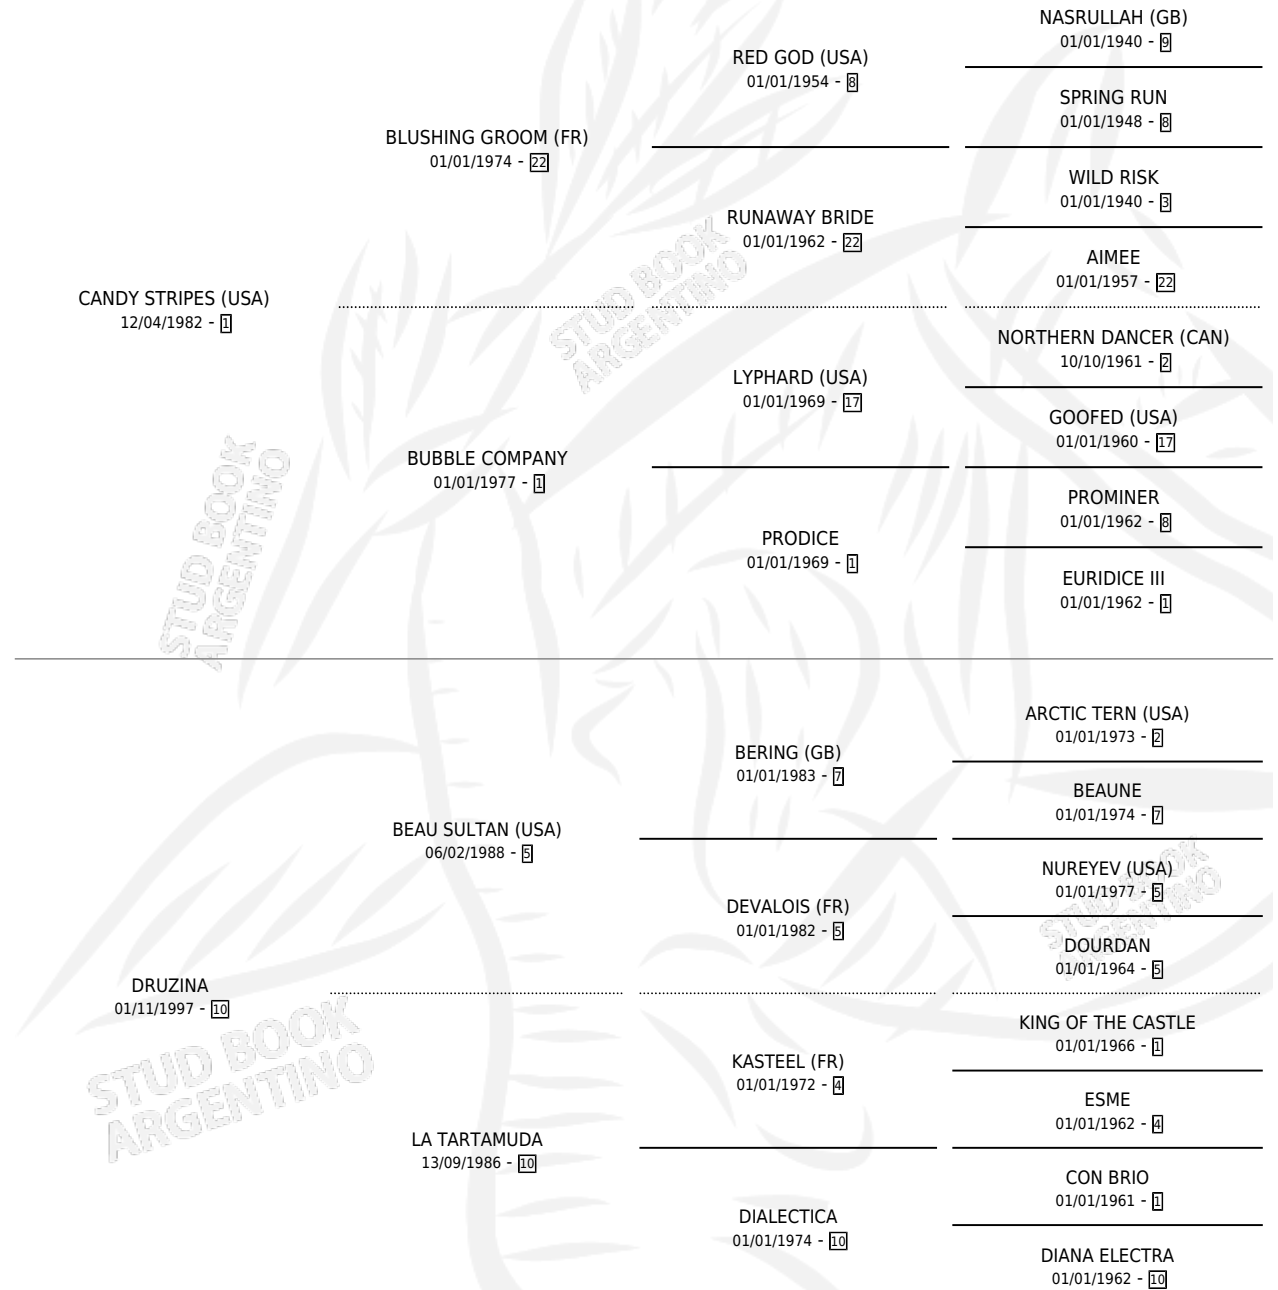 NASRULLAH (GB)
01/01/1940 - 9
RED GOD (USA)
01/01/1954 - 8
SPRING RUN
01/01/1948 - 8
BLUSHING GROOM (FR)
01/01/1974 - 22
WILD RISK
01/01/1940 - 3
RUNAWAY BRIDE
01/01/1962 - 22
AIMEE
01/01/1957 - 22
CANDY STRIPES (USA)
12/04/1982 - 1
NORTHERN DANCER (CAN)
10/10/1961 - 2
LYPHARD (USA)
01/01/1969 - 17
GOOFED (USA)
01/01/1960 - 17
BUBBLE COMPANY
01/01/1977 - 1
PROMINER
01/01/1962 - 8
PRODICE
01/01/1969 - 1
EURIDICE III
01/01/1962 - 1
ARCTIC TERN (USA)
01/01/1973 - 2
BERING (GB)
01/01/1983 - 7
BEAUNE
01/01/1974 - 7
BEAU SULTAN (USA)
06/02/1988 - 5
NUREYEV (USA)
01/01/1977 - 5
DEVALOIS (FR)
01/01/1982 - 5
DOURDAN
01/01/1964 - 5
DRUZINA
01/11/1997 - 10
KING OF THE CASTLE
01/01/1966 - 1
KASTEEL (FR)
01/01/1972 - 4
ESME
01/01/1962 - 4
LA TARTAMUDA
13/09/1986 - 10
CON BRIO
01/01/1961 - 1
DIALECTICA
01/01/1974 - 10
DIANA ELECTRA
01/01/1962 - 10
STUD BOOK
ARGENTINO
STUD BOOK
ARGENTINO
STUD BOOK
ARGENTINO
STUD BOOK
ARGENTINO